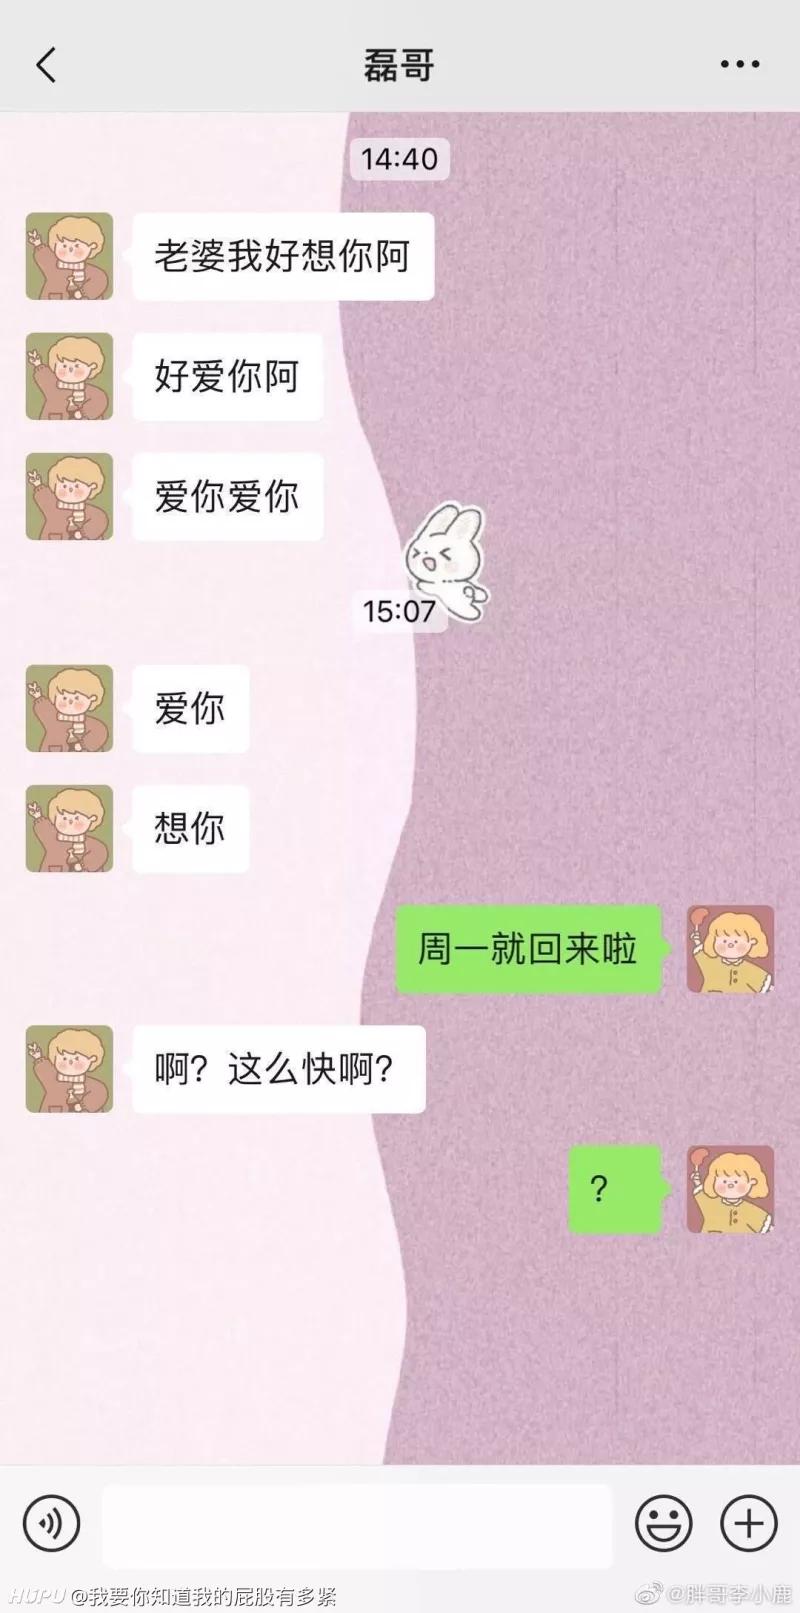 磊哥
14:40
老婆我好想你阿
好爱你阿
爱你爱你
15:07
爱你
想你
周一就回来啦
啊？这么快啊？
？
HUPU @我要你知道我的屁股有多紧
@胖哥李小鹿